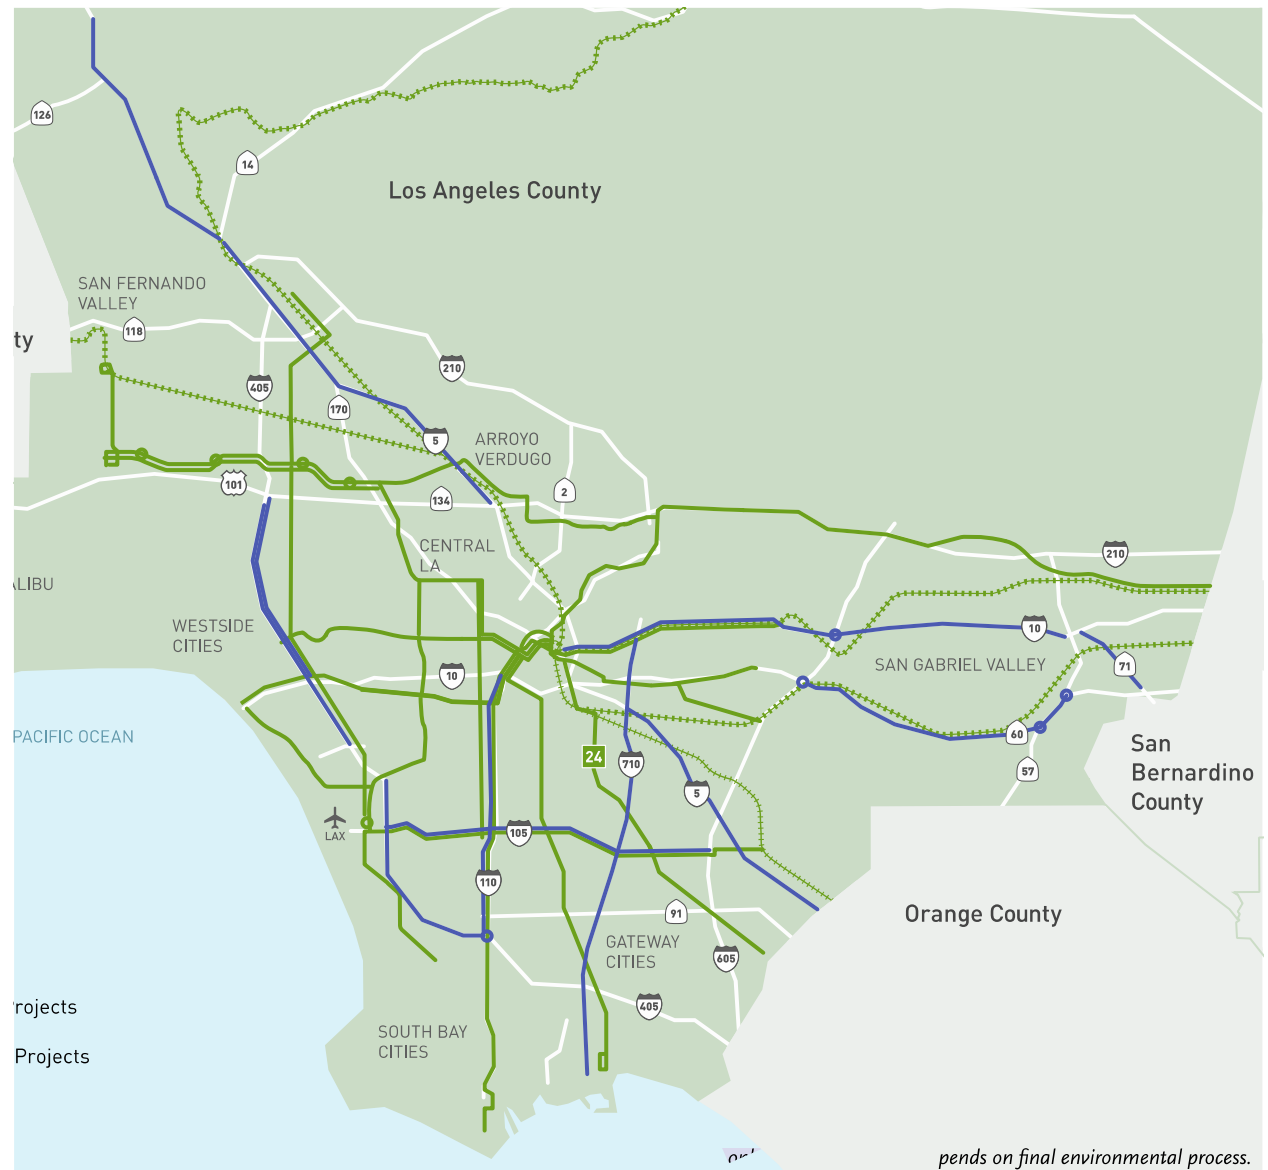 126
14
Los Angeles County
SAN FERNANDO
VALLEY
118
ty
210
405
170
5
ARROYO
VERDUGO
101
134
2
CENTRAL
LA
210
ALIBU
WESTSIDE
CITIES
10
10
SAN GABRIEL VALLEY
71
PACIFIC OCEAN
60
57
San
Bernardino
County
24
710
5
LAX
105
110
91
Orange County
GATEWAY
CITIES
605
405
rojects
SOUTH BAY
CITIES
Projects
pends on final environmental process.